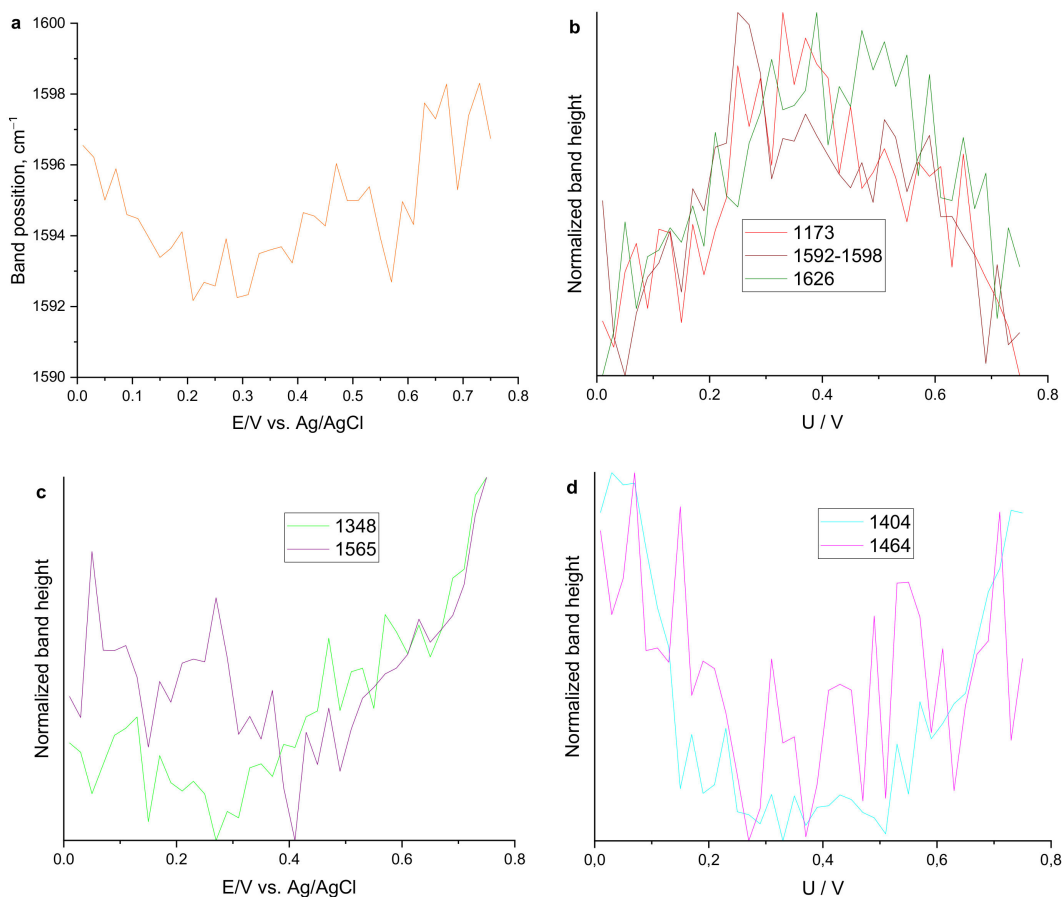 a
1600
1598
1596
1594
1592
1590
Band possition, cm⁻¹
0.0 0.1 0.2 0.3 0.4 0.5 0.6 0.7 0.8
E/V vs. Ag/AgCl
b
Normalized band height
1173
1592-1598
1626
0.0 0.2 0.4 0.6 0.8
U / V
c
Normalized band height
1348
1565
0.0 0.2 0.4 0.6 0.8
E/V vs. Ag/AgCl
d
Normalized band height
1404
1464
0,0 0,2 0,4 0,6 0,8
U / V